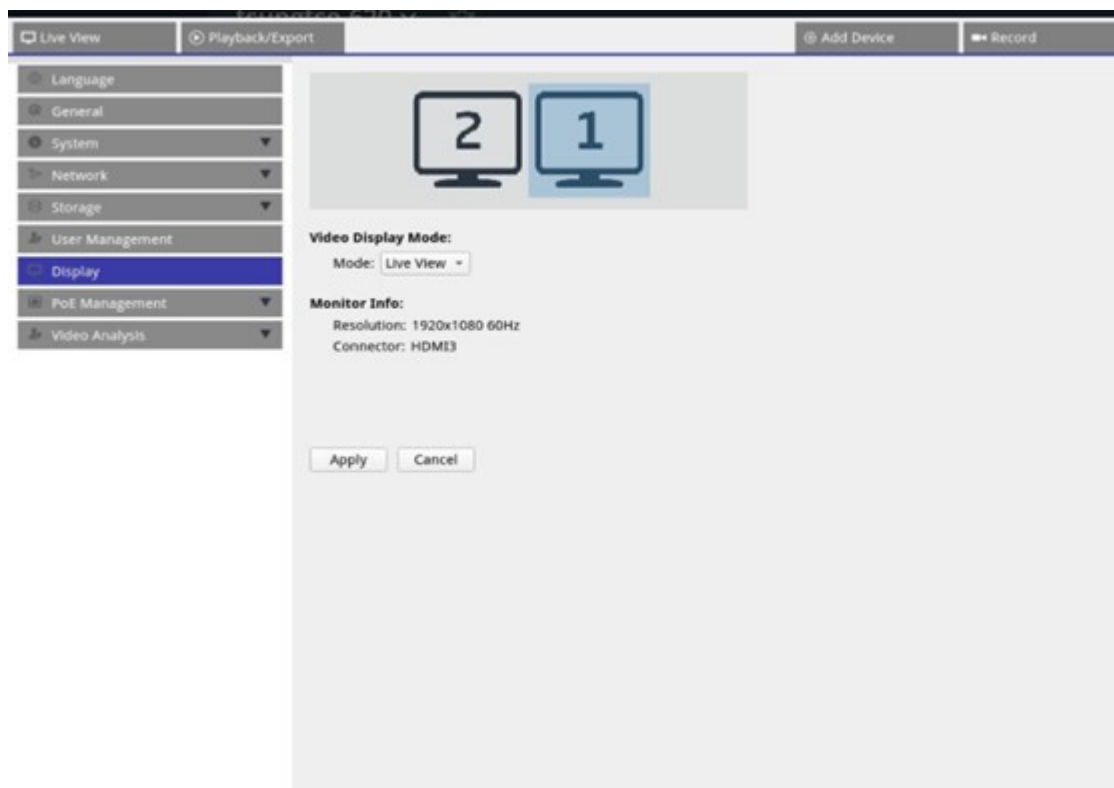 Live View
Playback/Export
Add Device
Record
Language
General
System
Network
Storage
User Management
Display
PoE Management
Video Analysis
2
1
Video Display Mode:
Mode: Live View
Monitor Info:
Resolution: 1920x1080 60Hz
Connector: HDMI3
Apply
Cancel